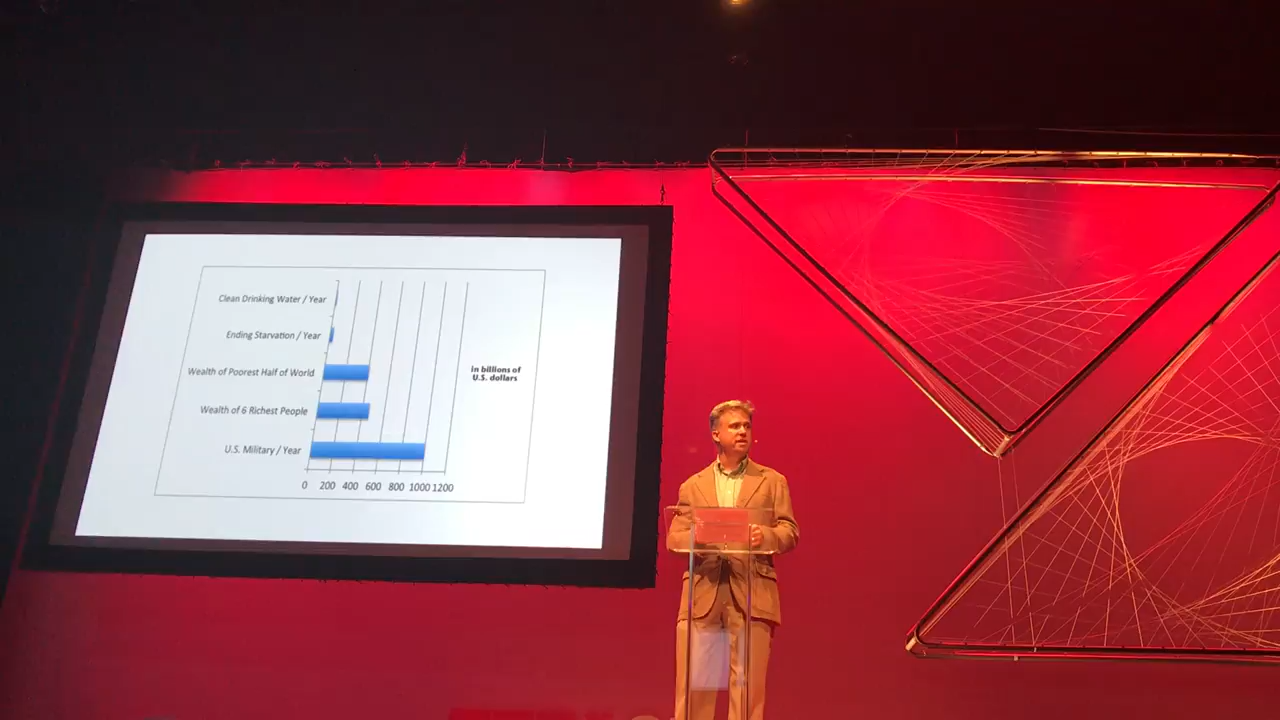 Clean Drinking Water / Year
Ending Starvation / Year
Wealth of Poorest Half of World
Wealth of 6 Richest People
U.S. Military / Year
in billions of
U.S. dollars
0 200 400 600 800 1000 1200